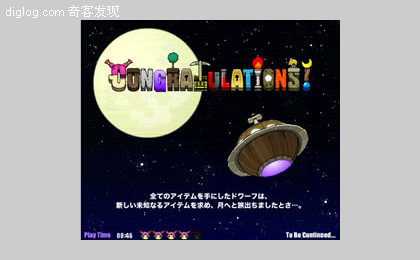 diglog.com 奇客发现
CONGRATULATIONS!
全てのアイテムを手にしたドワーフは、
新しい未知なるアイテムを求め、月へと旅出ちましたとさ…。
Play Time 00:46 To Be Continued...